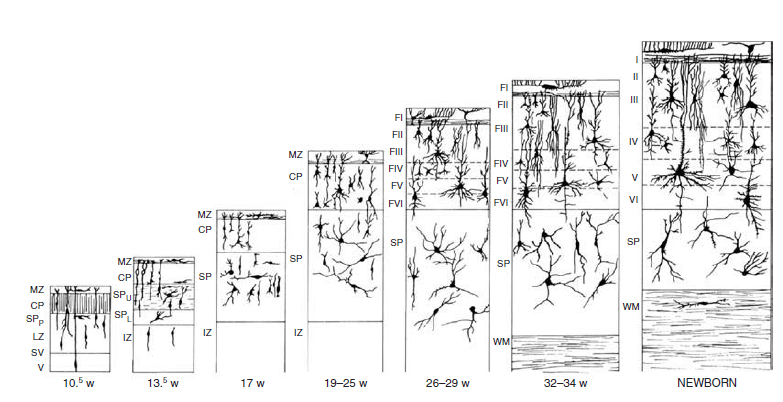 MZ
CP
SPP
LZ
SV
V
10.5 w
MZ
CP
SPU
SPL
IZ
13.5 w
MZ
CP
SP
IZ
17 w
MZ
CP
SP
IZ
19–25 w
FI
FII
FIII
FIV
FV
FVI
SP
26–29 w
FI
FII
FIII
FIV
FV
FVI
SP
WM
32–34 w
I
II
III
IV
V
VI
SP
WM
NEWBORN